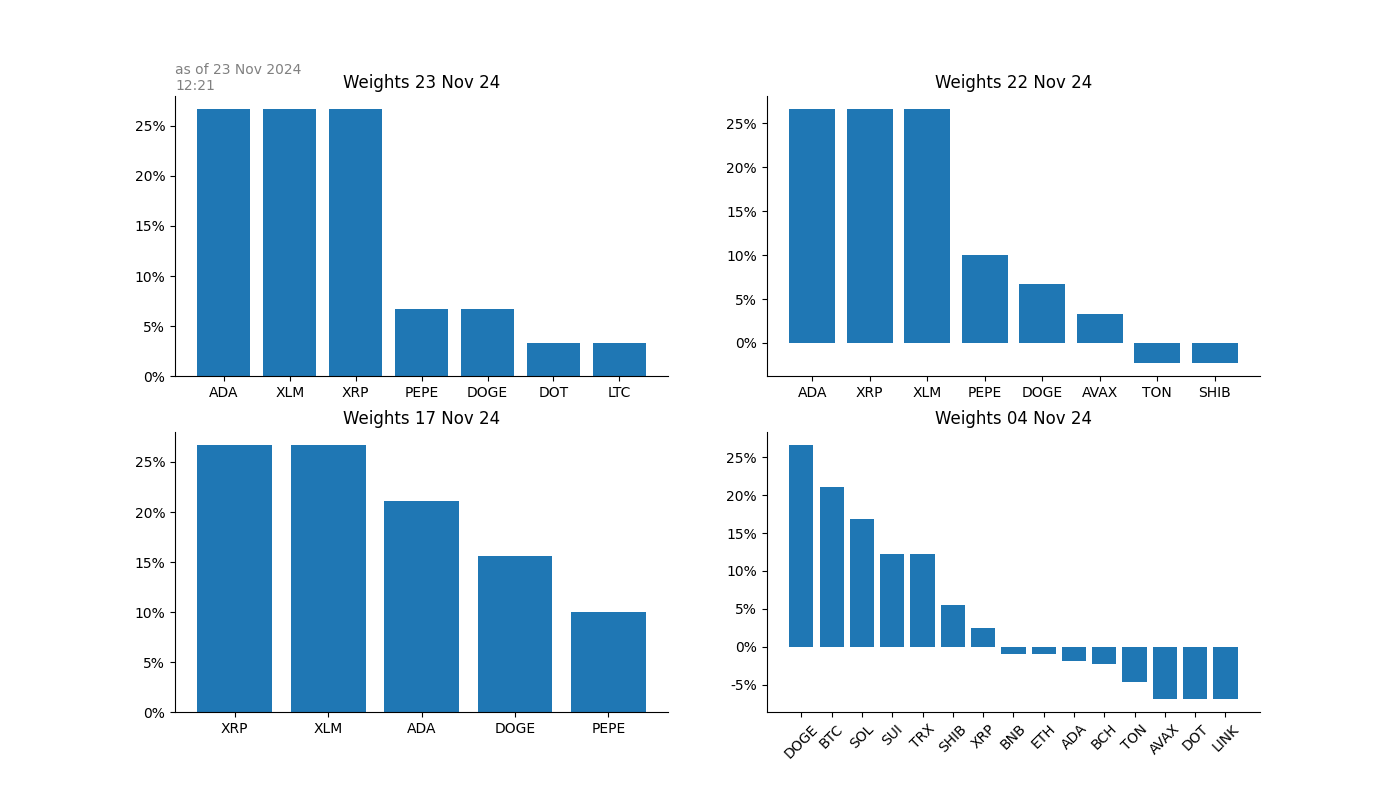 as of 23 Nov 2024
12:21
Weights 23 Nov 24
25%
20%
15%
10%
5%
0%
ADA XLM XRP PEPE DOGE DOT LTC
Weights 22 Nov 24
25%
20%
15%
10%
5%
0%
ADA XRP XLM PEPE DOGE AVAX TON SHIB
Weights 17 Nov 24
25%
20%
15%
10%
5%
0%
XRP XLM ADA DOGE PEPE
Weights 04 Nov 24
25%
20%
15%
10%
5%
0%
-5%
DOGE BTC SOL SUI TRX SHIB XRP BNB ETH ADA BCH TON AVAX DOT LINK